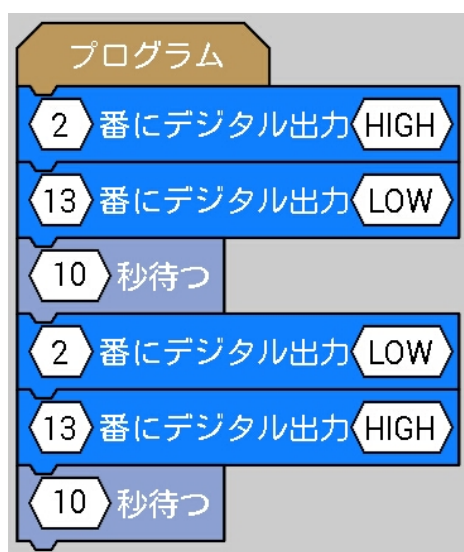 プログラム
2 番にデジタル出力 HIGH
13 番にデジタル出力 LOW
10 秒待つ
2 番にデジタル出力 LOW
13 番にデジタル出力 HIGH
10 秒待つ